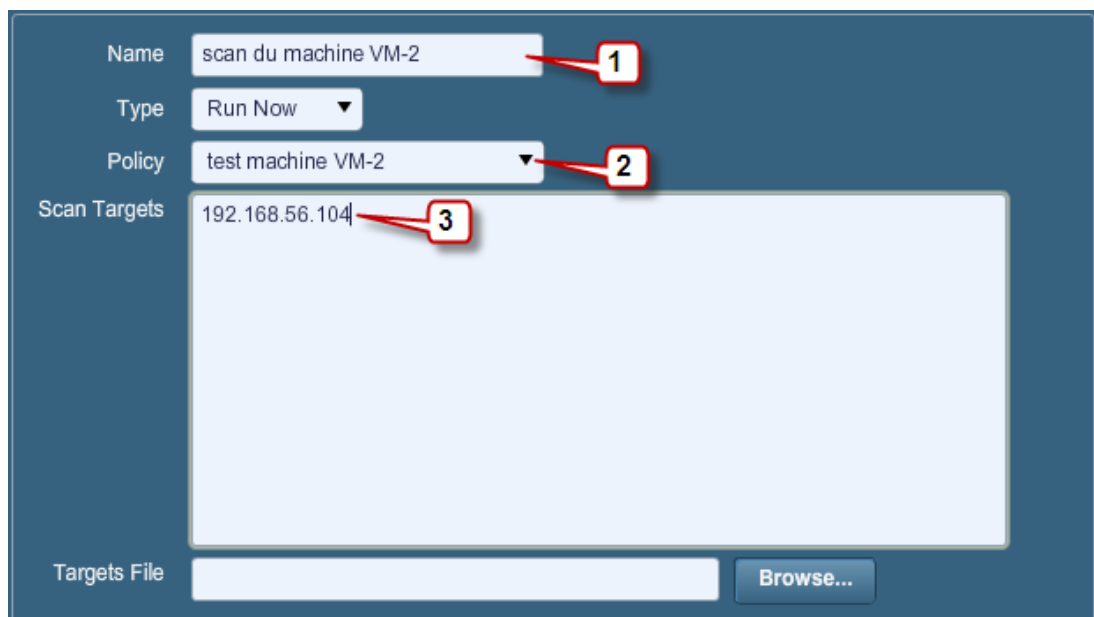 Name scan du machine VM-2 1
Type Run Now
Policy test machine VM-2 2
Scan Targets 192.168.56.104 3
Targets File Browse...